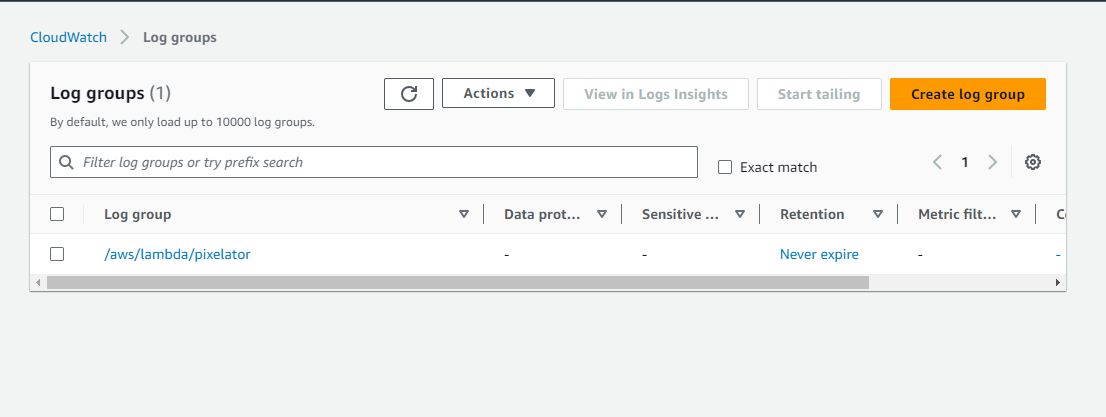 CloudWatch > Log groups
Log groups (1)
Actions
View in Logs Insights
Start tailing
Create log group
By default, we only load up to 10000 log groups.
Filter log groups or try prefix search
Exact match
1
Log group
Data prot...
Sensitive ...
Retention
Metric filt...
/aws/lambda/pixelator
-
-
Never expire
-
-